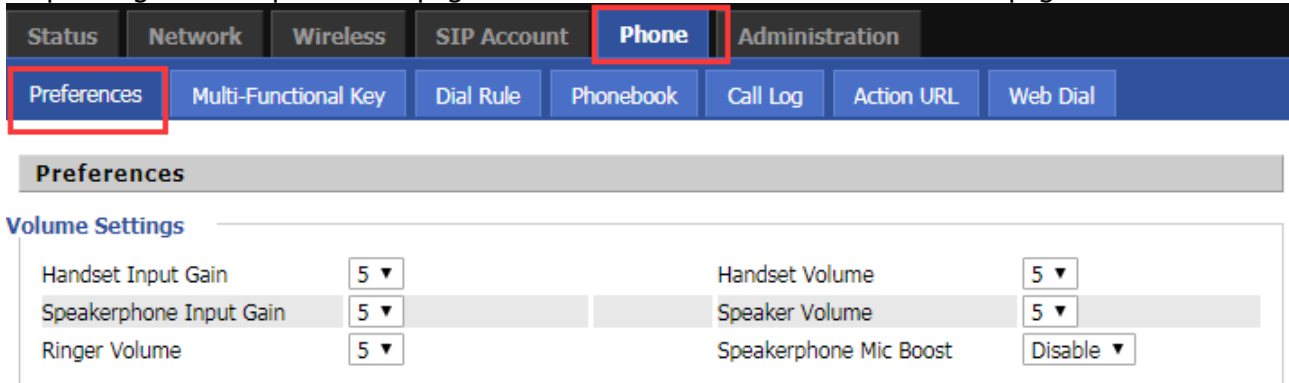 Status Network Wireless SIP Account Phone Administration
Preferences Multi-Functional Key Dial Rule Phonebook Call Log Action URL Web Dial
Preferences
Volume Settings
Handset Input Gain 5 ▼ Handset Volume 5 ▼
Speakerphone Input Gain 5 ▼ Speaker Volume 5 ▼
Ringer Volume 5 ▼ Speakerphone Mic Boost Disable ▼